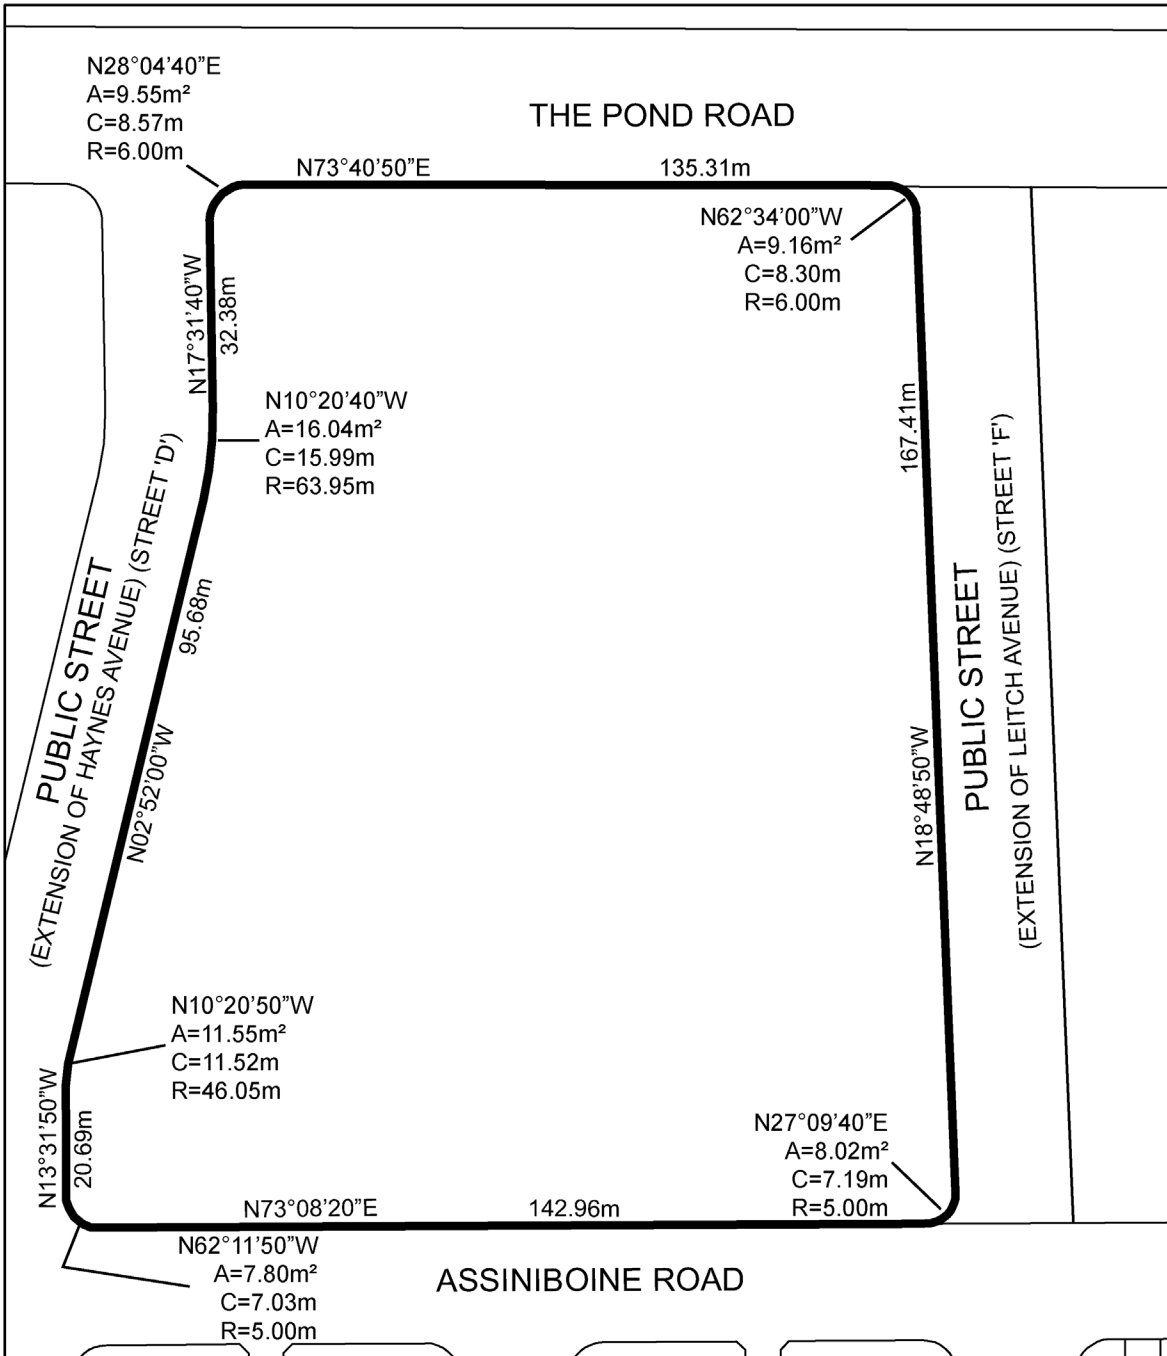 N28°04'40”E
A=9.55m²
C=8.57m
R=6.00m
THE POND ROAD
N73°40'50”E
135.31m
N62°34'00”W
A=9.16m²
C=8.30m
R=6.00m
N17°31'40”W
32.38m
N10°20'40”W
A=16.04m²
C=15.99m
R=63.95m
167.41m
N18°48'50”W
PUBLIC STREET
(EXTENSION OF LEITCH AVENUE) (STREET 'F')
PUBLIC STREET
(EXTENSION OF HAYNES AVENUE) (STREET 'D')
95.68m
N02°52'00”W
N10°20'50”W
A=11.55m²
C=11.52m
R=46.05m
N13°31'50”W
20.69m
N27°09'40”E
A=8.02m²
C=7.19m
R=5.00m
N73°08'20”E
142.96m
N62°11'50”W
A=7.80m²
C=7.03m
R=5.00m
ASSINIBOINE ROAD